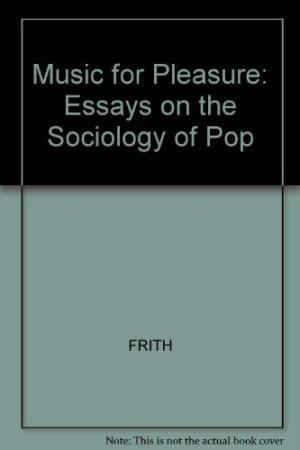 Music for Pleasure:
Essays on the
Sociology of Pop
FRITH
Note: This is not the actual book cover